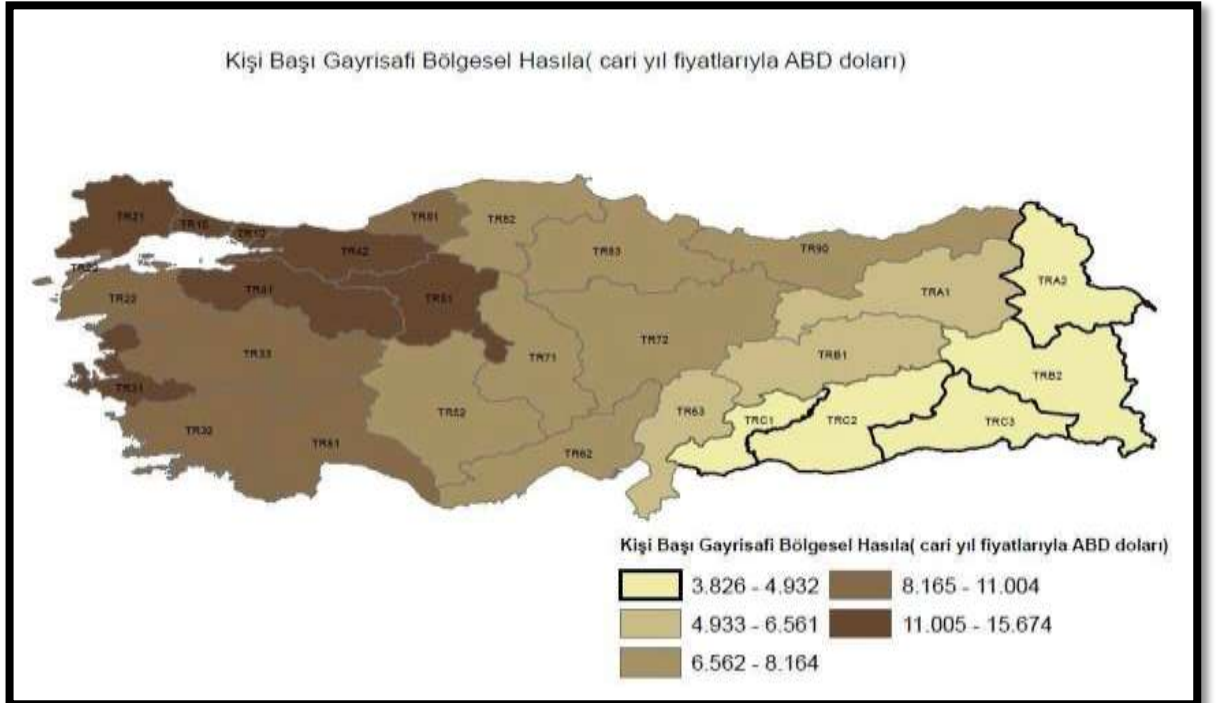 Kişi Başı Gayrisafi Bölgesel Hasıla( cari yıl fiyatlarıyla ABD doları)
TR21
TR10
TR10
TR42
TR81
TR82
TR83
TR90
TRA1
TRA2
TR22
TR22
TR41
TR51
TR33
TR71
TR72
TRB1
TRB2
TR31
TR52
TR63
TRC1
TRC2
TRC3
TR32
TR61
TR62
Kişi Başı Gayrisafi Bölgesel Hasıla( cari yıl fiyatlarıyla ABD doları)
3.826 - 4.932
8.165 - 11.004
4.933 - 6.561
11.005 - 15.674
6.562 - 8.164